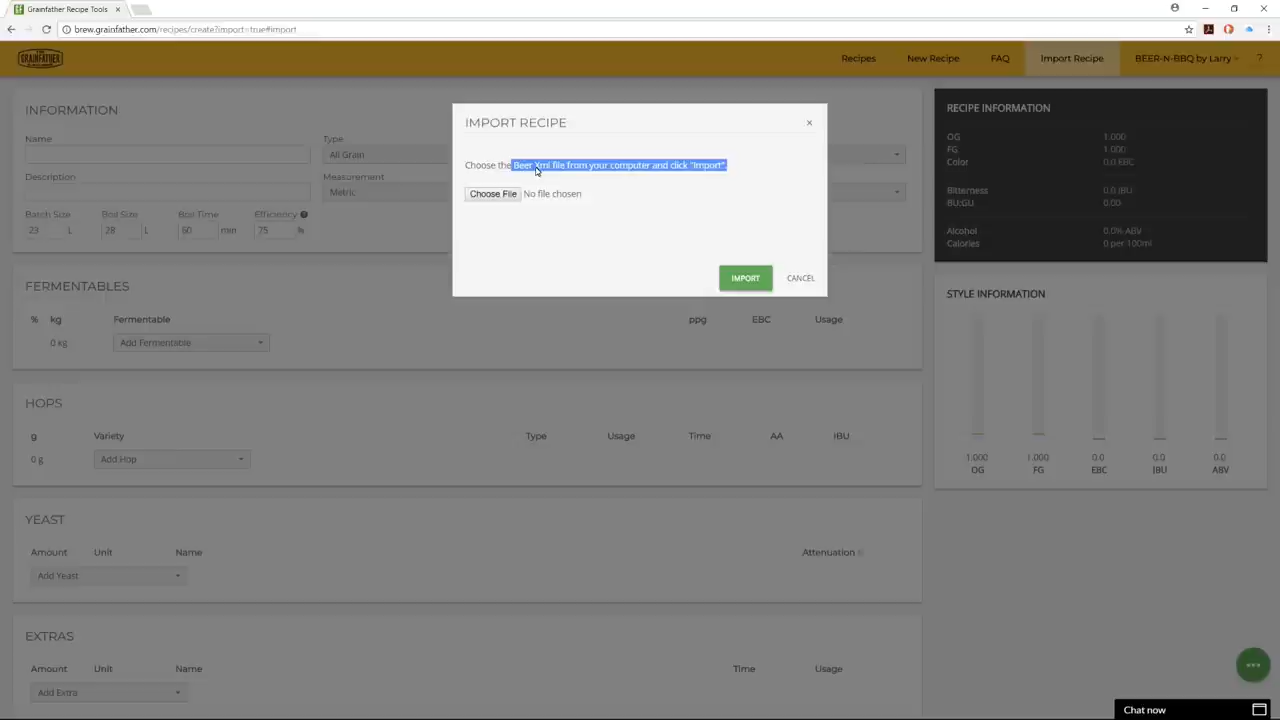 Grainfather Recipe Tools
brew.grainfather.com/recipes/create?import=true#import
GRAINFATHER
Recipes New Recipe FAQ Import Recipe BEER-N-BBQ by Larry > ?
INFORMATION
Name Type
All Grain
Description Measurement
Metric
Batch Size Boil Size Boil Time Efficiency
23 L 28 L 60 min 75 %
IMPORT RECIPE ×
Choose the Beer Xml file from your computer and click "Import".
Choose File No file chosen
IMPORT CANCEL
FERMENTABLES
% kg Fermentable ppg EBC Usage
0 kg Add Fermentable
HOPS
g Variety Type Usage Time AA IBU
0 g Add Hop
YEAST
Amount Unit Name Attenuation
Add Yeast
EXTRAS
Amount Unit Name Time Usage
Add Extra
RECIPE INFORMATION
OG 1.000
FG 1.000
Color 0.0 EBC
Bitterness 0.0 IBU
BU:GU 0.00
Alcohol 0.0% ABV
Calories 0 per 100ml
STYLE INFORMATION
1.000 1.000 0.0 0.0 0.0
OG FG EBC IBU ABV
Chat now